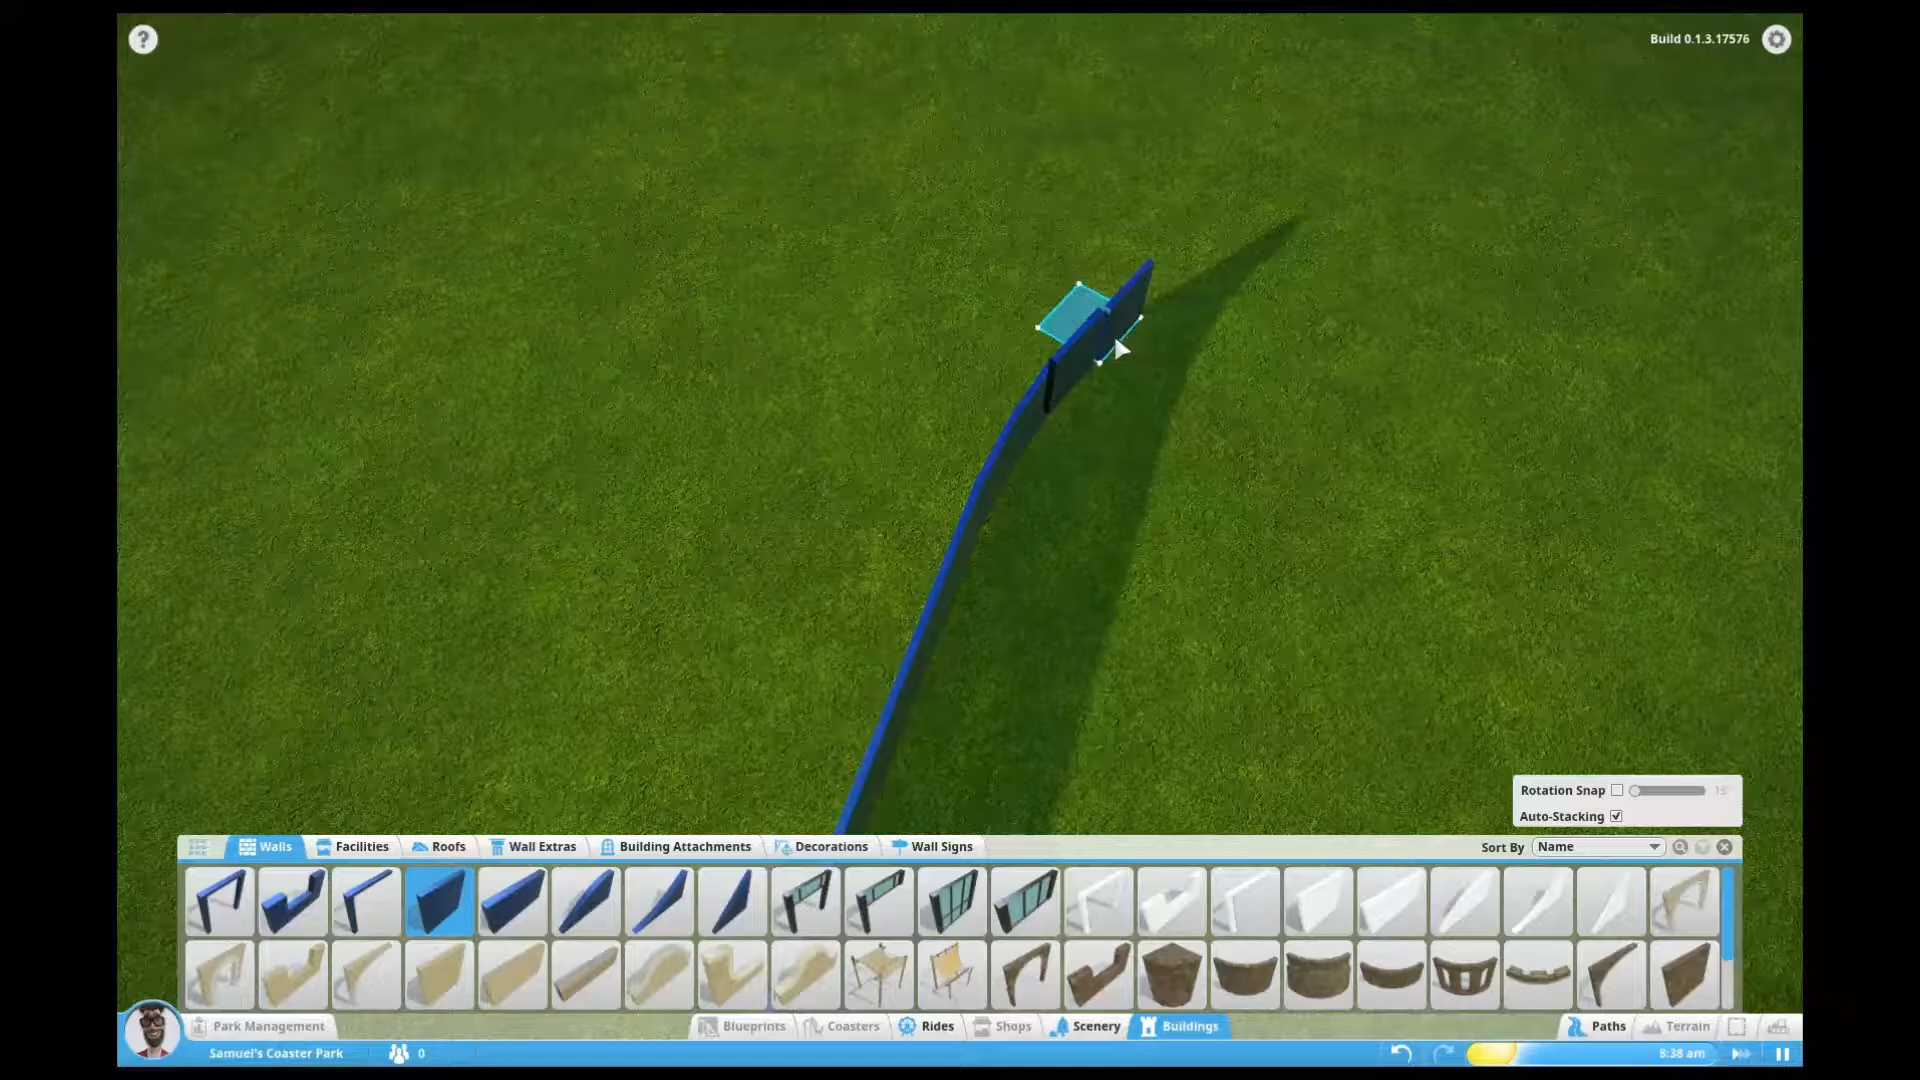 ?
Build 0.1.3.17576
Rotation Snap 15°
Auto-Stacking
Walls Facilities Roofs Wall Extras Building Attachments Decorations Wall Signs Sort By Name
Park Management Blueprints Coasters Rides Shops Scenery Buildings Paths Terrain
Samuel's Coaster Park 0 8:38 am